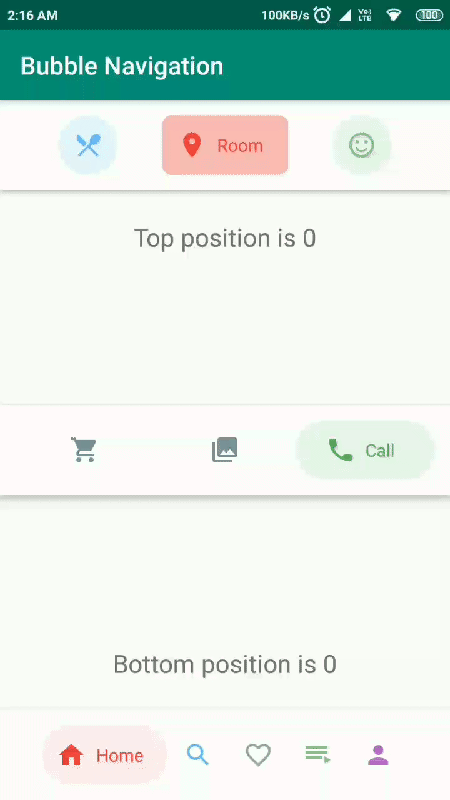 2:16 AM 100KB/s Vo) LTE 100
Bubble Navigation
Room
Top position is 0
Call
Bottom position is 0
Home